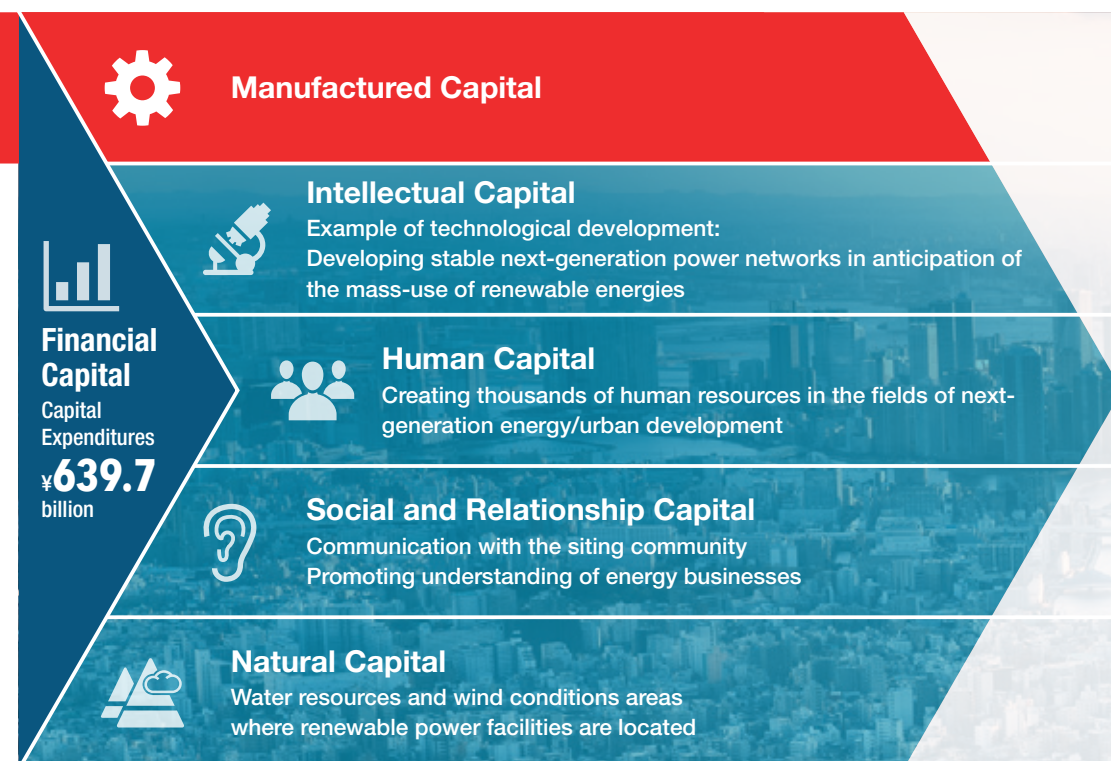 Manufactured Capital
Intellectual Capital
Example of technological development:
Developing stable next-generation power networks in anticipation of
the mass-use of renewable energies
Financial
Capital
Capital
Expenditures
¥639.7
billion
Human Capital
Creating thousands of human resources in the fields of next-
generation energy/urban development
Social and Relationship Capital
Communication with the siting community
Promoting understanding of energy businesses
Natural Capital
Water resources and wind conditions areas
where renewable power facilities are located